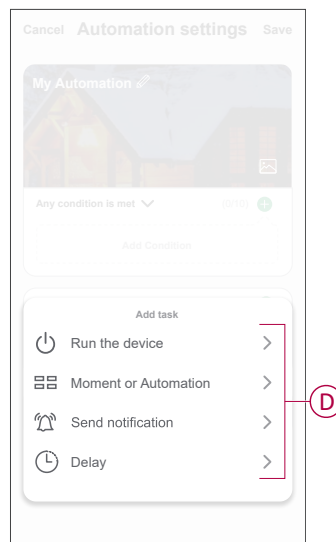 Cancel Automation settings Save
My Automation
Any condition is met (0/10)
Add Condition
Add task
Run the device
Moment or Automation
Send notification
Delay
D